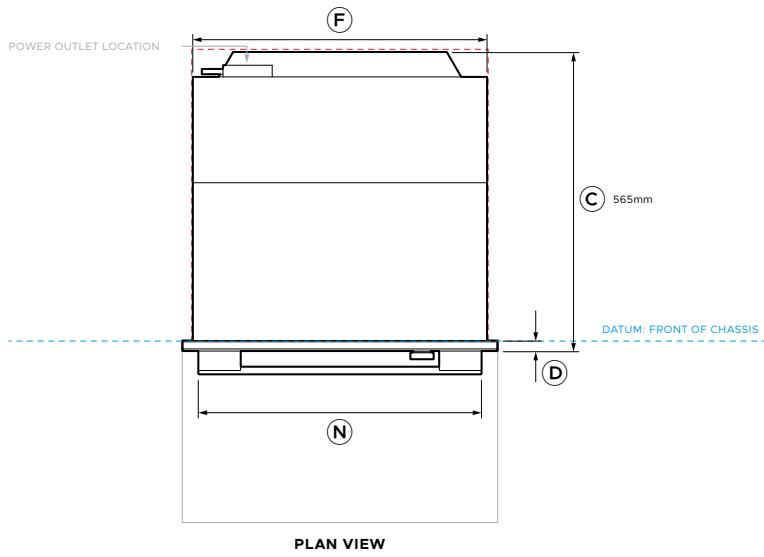 F
POWER OUTLET LOCATION
C 565mm
DATUM: FRONT OF CHASSIS
D
N
PLAN VIEW